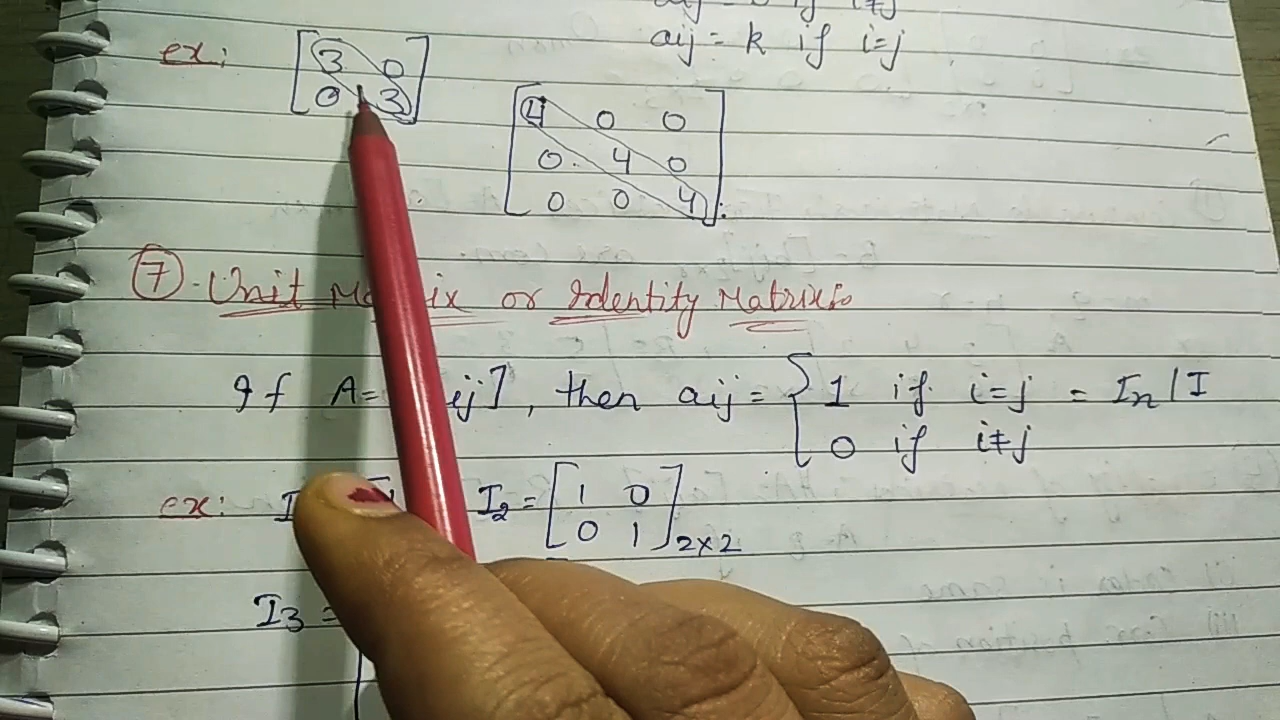 aij = k if i=j
ex:
[3 0
0 3]
[4 0 0
0 4 0
0 0 4]
⑦. Unit Matrix or Identity Matrix:
If A= ij], then aij = { 1 if i=j = In / I
0 if i≠j
ex: I I2 = [1 0
0 1]2×2
I3 =